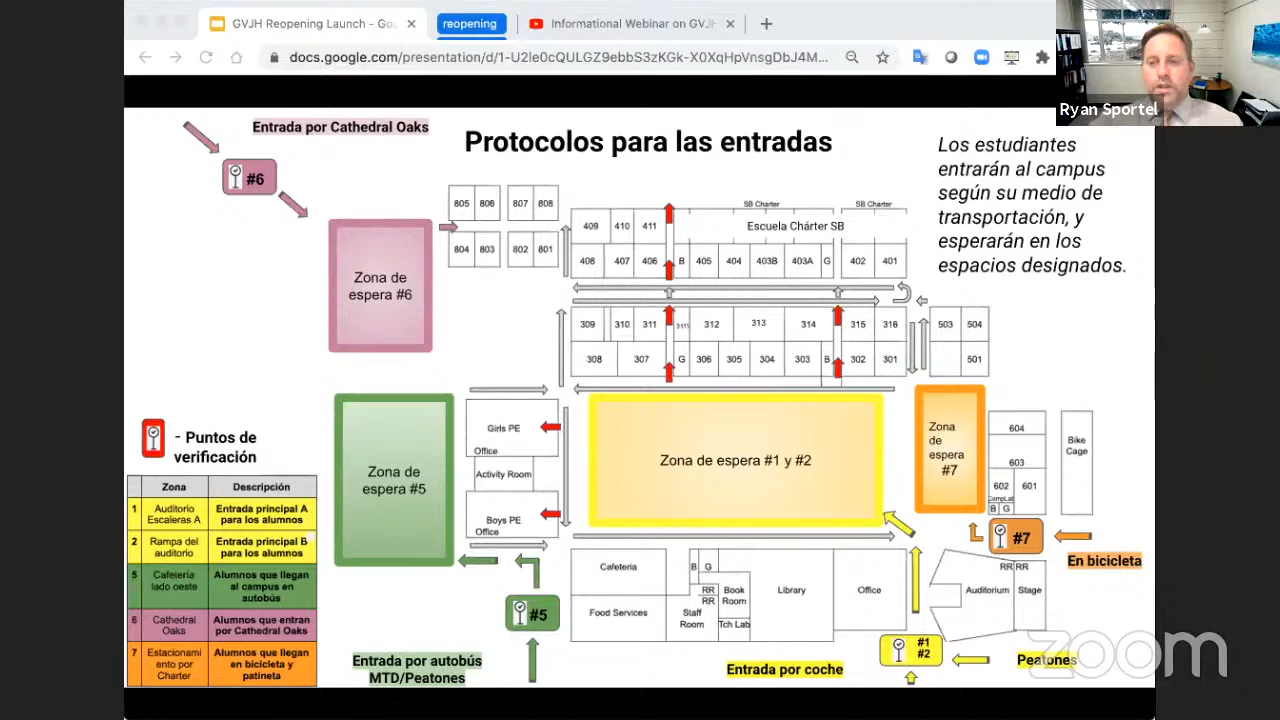 GVJH Reopening Launch - Go
reopening
Informational Webinar on GVJH
docs.google.com/presentation/d/1-U2le0cQULGZ9ebbS3zKGk-X0XqHpVnsgDbJ4M...
Ryan Sportel
Entrada por Cathedral Oaks
Protocolos para las entradas
Los estudiantes
entrarán al campus
según su medio de
transportación, y
esperarán en los
espacios designados.
#6
Zona de
espera #6
805 806 807 808
804 803 802 801
SB Charter SB Charter
409 410 411 Escuela Chárter SB
408 407 406 B 405 404 403B 403A G 402 401
309 310 311 312 313 314 315 316
308 307 G 306 305 304 303 B 302 301
503 504
501
- Puntos de
verificación
Zona de
espera #5
Girls PE
Office
Activity Room
Boys PE
Office
Zona de espera #1 y #2
Zona
de
espera
#7
604
603
602 601
CompLab
B G
Bike
Cage
#7
En bicicleta
Zona Descripción
1 Auditorio Escaleras A Entrada principal A para los alumnos
2 Rampa del auditorio Entrada principal B para los alumnos
5 Cafetería lado oeste Alumnos que llegan al campus en autobús
6 Cathedral Oaks Alumnos que entran por Cathedral Oaks
7 Estacionamiento por Charter Alumnos que llegan en bicicleta y patineta
#5
Entrada por autobús
MTD/Peatones
Cafeteria
Food Services
B G
RR
RR
Staff
Room
Book
Room
Tch Lab
Library
Office
RR RR
Auditorium Stage
#1
#2
Entrada por coche
Peatones
zoom